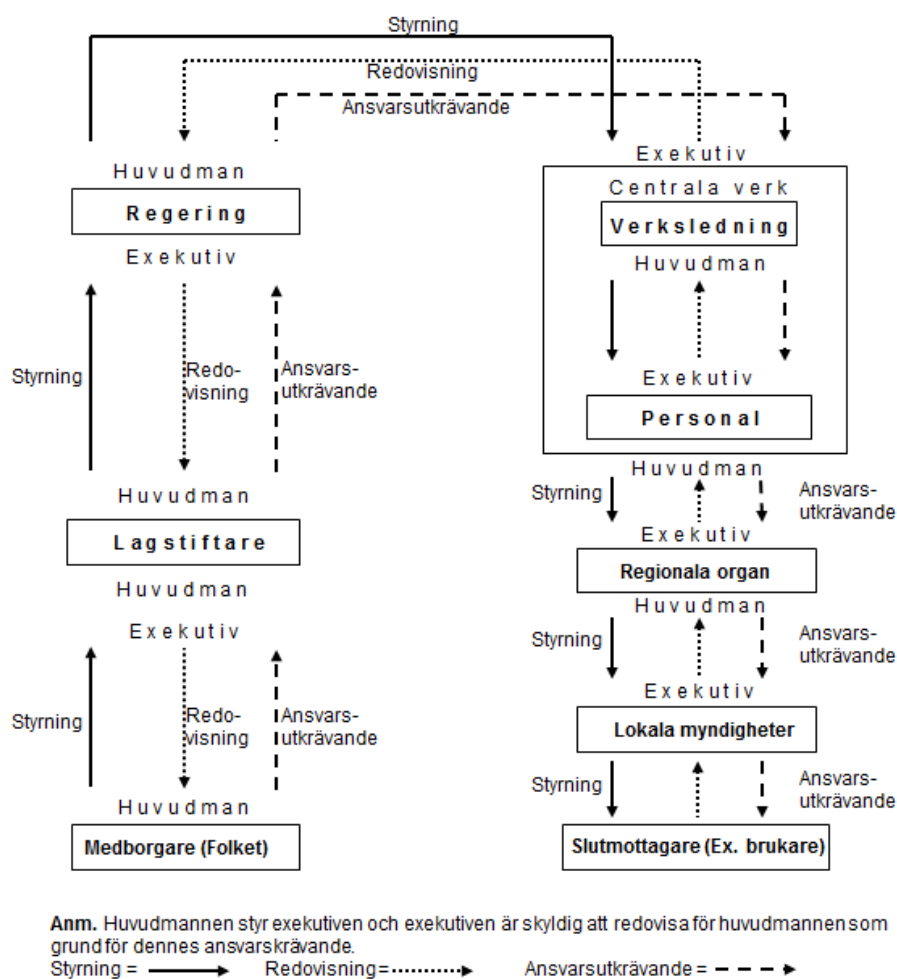 Styrning
Redovisning
Ansvarsutkrävande
Huvudman
Regering
Exekutiv
Styrning
Redo-
visning
Ansvars-
utkrävande
Huvudman
Lagstiftare
Huvudman
Exekutiv
Styrning
Redo-
visning
Ansvars-
utkrävande
Huvudman
Medborgare (Folket)
Exekutiv
Centrala verk
Verksledning
Huvudman
Exekutiv
Personal
Huvudman
Styrning
Ansvars-
utkrävande
Exekutiv
Regionala organ
Huvudman
Styrning
Ansvars-
utkrävande
Exekutiv
Lokala myndigheter
Styrning
Ansvars-
utkrävande
Slutmottagare (Ex. brukare)
Anm. Huvudmannen styr exekutiven och exekutiven är skyldig att redovisa för huvudmannen som
grund för dennes ansvarskrävande.
Styrning = Redovisning= Ansvarsutkrävande =